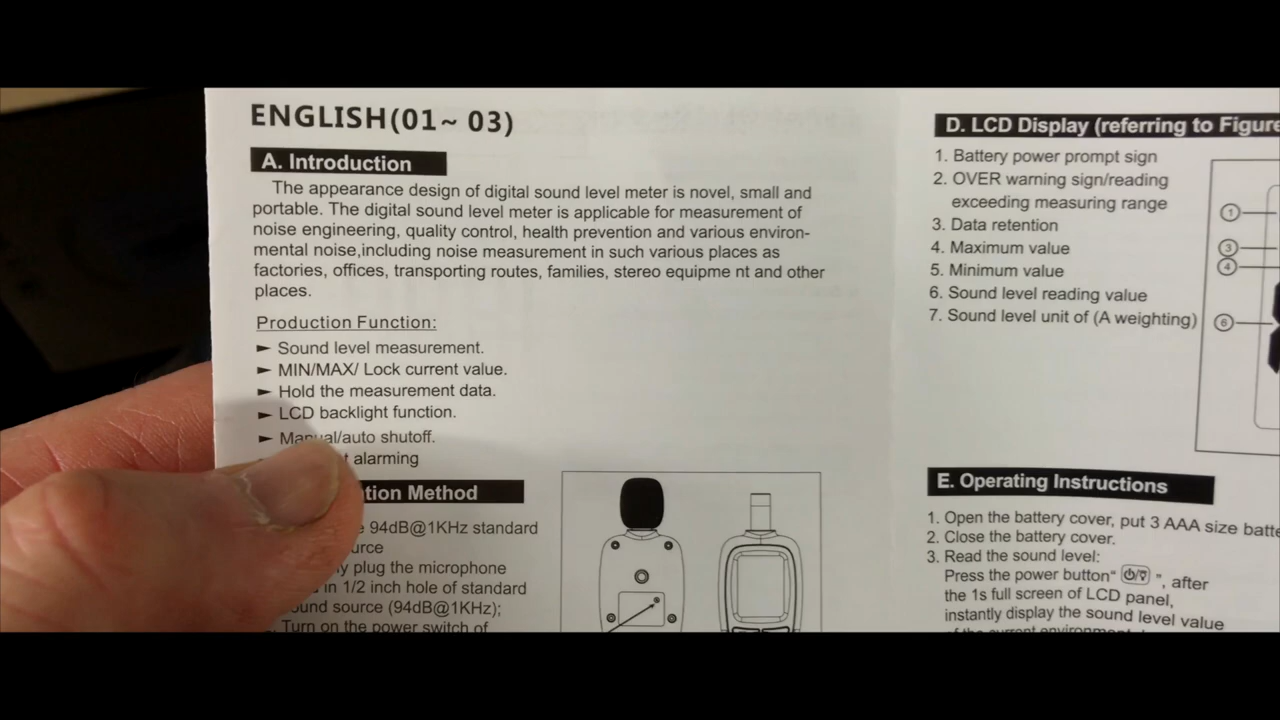 ENGLISH(01~ 03)
A. Introduction
The appearance design of digital sound level meter is novel, small and
portable. The digital sound level meter is applicable for measurement of
noise engineering, quality control, health prevention and various environ-
mental noise,including noise measurement in such various places as
factories, offices, transporting routes, families, stereo equipme nt and other
places.
Production Function:
► Sound level measurement.
► MIN/MAX/ Lock current value.
► Hold the measurement data.
► LCD backlight function.
► Manual/auto shutoff.
alarming
Method
94dB@1KHz standard
plug the microphone
in 1/2 inch hole of standard
source (94dB@1KHz);
Turn on the power switch of
D. LCD Display (referring to Figure
1. Battery power prompt sign
2. OVER warning sign/reading
exceeding measuring range
3. Data retention
4. Maximum value
5. Minimum value
6. Sound level reading value
7. Sound level unit of (A weighting)
1
3
4
6
E. Operating Instructions
1. Open the battery cover, put 3 AAA size
2. Close the battery cover.
3. Read the sound level:
Press the power button“ ”, after
the 1s full screen of LCD panel,
instantly display the sound level value